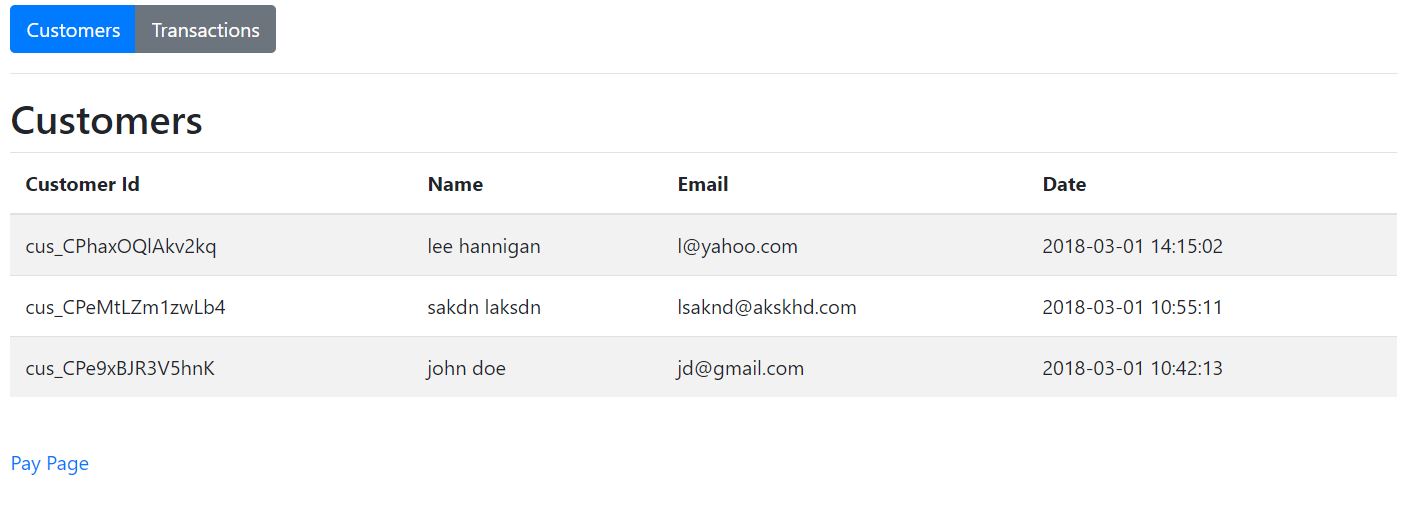 Customers Transactions
Customers
Customer Id Name Email Date
cus_CPhaxOQlAkv2kq lee hannigan l@yahoo.com 2018-03-01 14:15:02
cus_CPeMtLZm1zwLb4 sakdn laksdn lsaknd@akskhd.com 2018-03-01 10:55:11
cus_CPe9xBJR3V5hnK john doe jd@gmail.com 2018-03-01 10:42:13
Pay Page